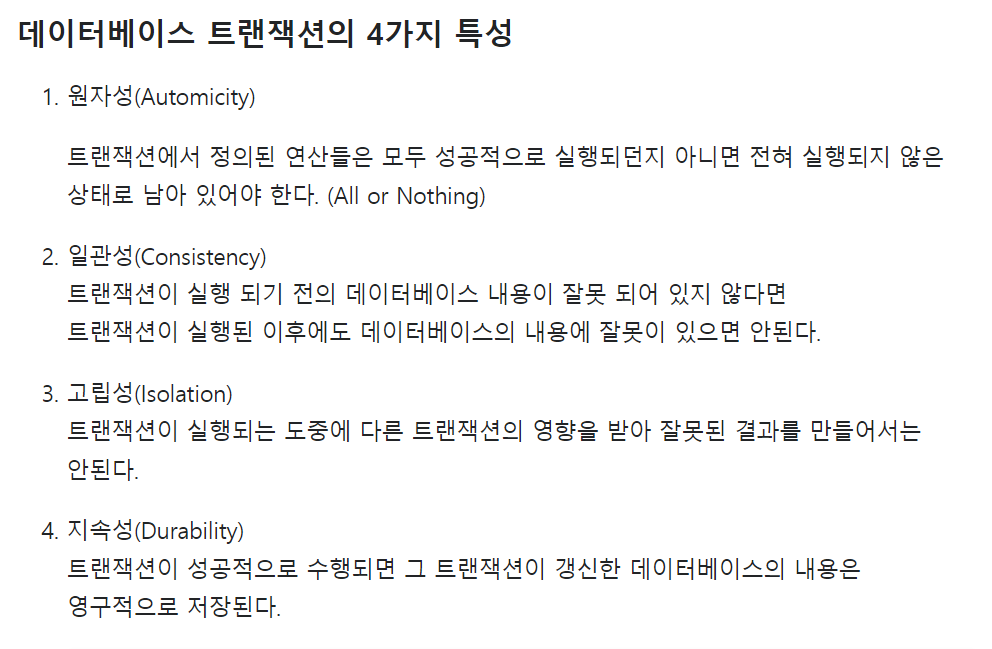 데이터베이스 트랜잭션의 4가지 특성
1. 원자성(Automicity)
트랜잭션에서 정의된 연산들은 모두 성공적으로 실행되던지 아니면 전혀 실행되지 않은
상태로 남아 있어야 한다. (All or Nothing)
2. 일관성(Consistency)
트랜잭션이 실행 되기 전의 데이터베이스 내용이 잘못 되어 있지 않다면
트랜잭션이 실행된 이후에도 데이터베이스의 내용에 잘못이 있으면 안된다.
3. 고립성(Isolation)
트랜잭션이 실행되는 도중에 다른 트랜잭션의 영향을 받아 잘못된 결과를 만들어서는
안된다.
4. 지속성(Durability)
트랜잭션이 성공적으로 수행되면 그 트랜잭션이 갱신한 데이터베이스의 내용은
영구적으로 저장된다.